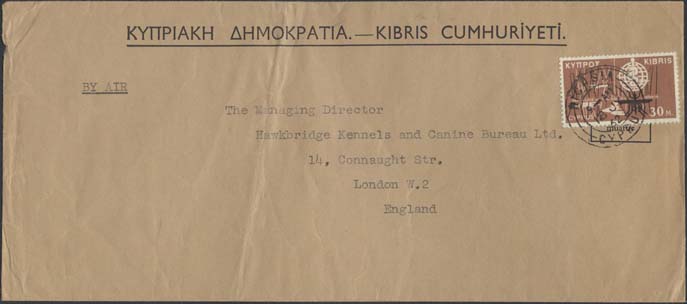 ΚΥΠΡΙΑΚΗ ΔΗΜΟΚΡΑΤΙΑ.—KIBRIS CUMHURİYETİ.
BY AIR
ΚΥΠΡΟΥ KIBRIS
30 M
The Managing Director
Hawkbridge Kennels and Canine Bureau Ltd.
14, Connaught Str.
London W.2
England